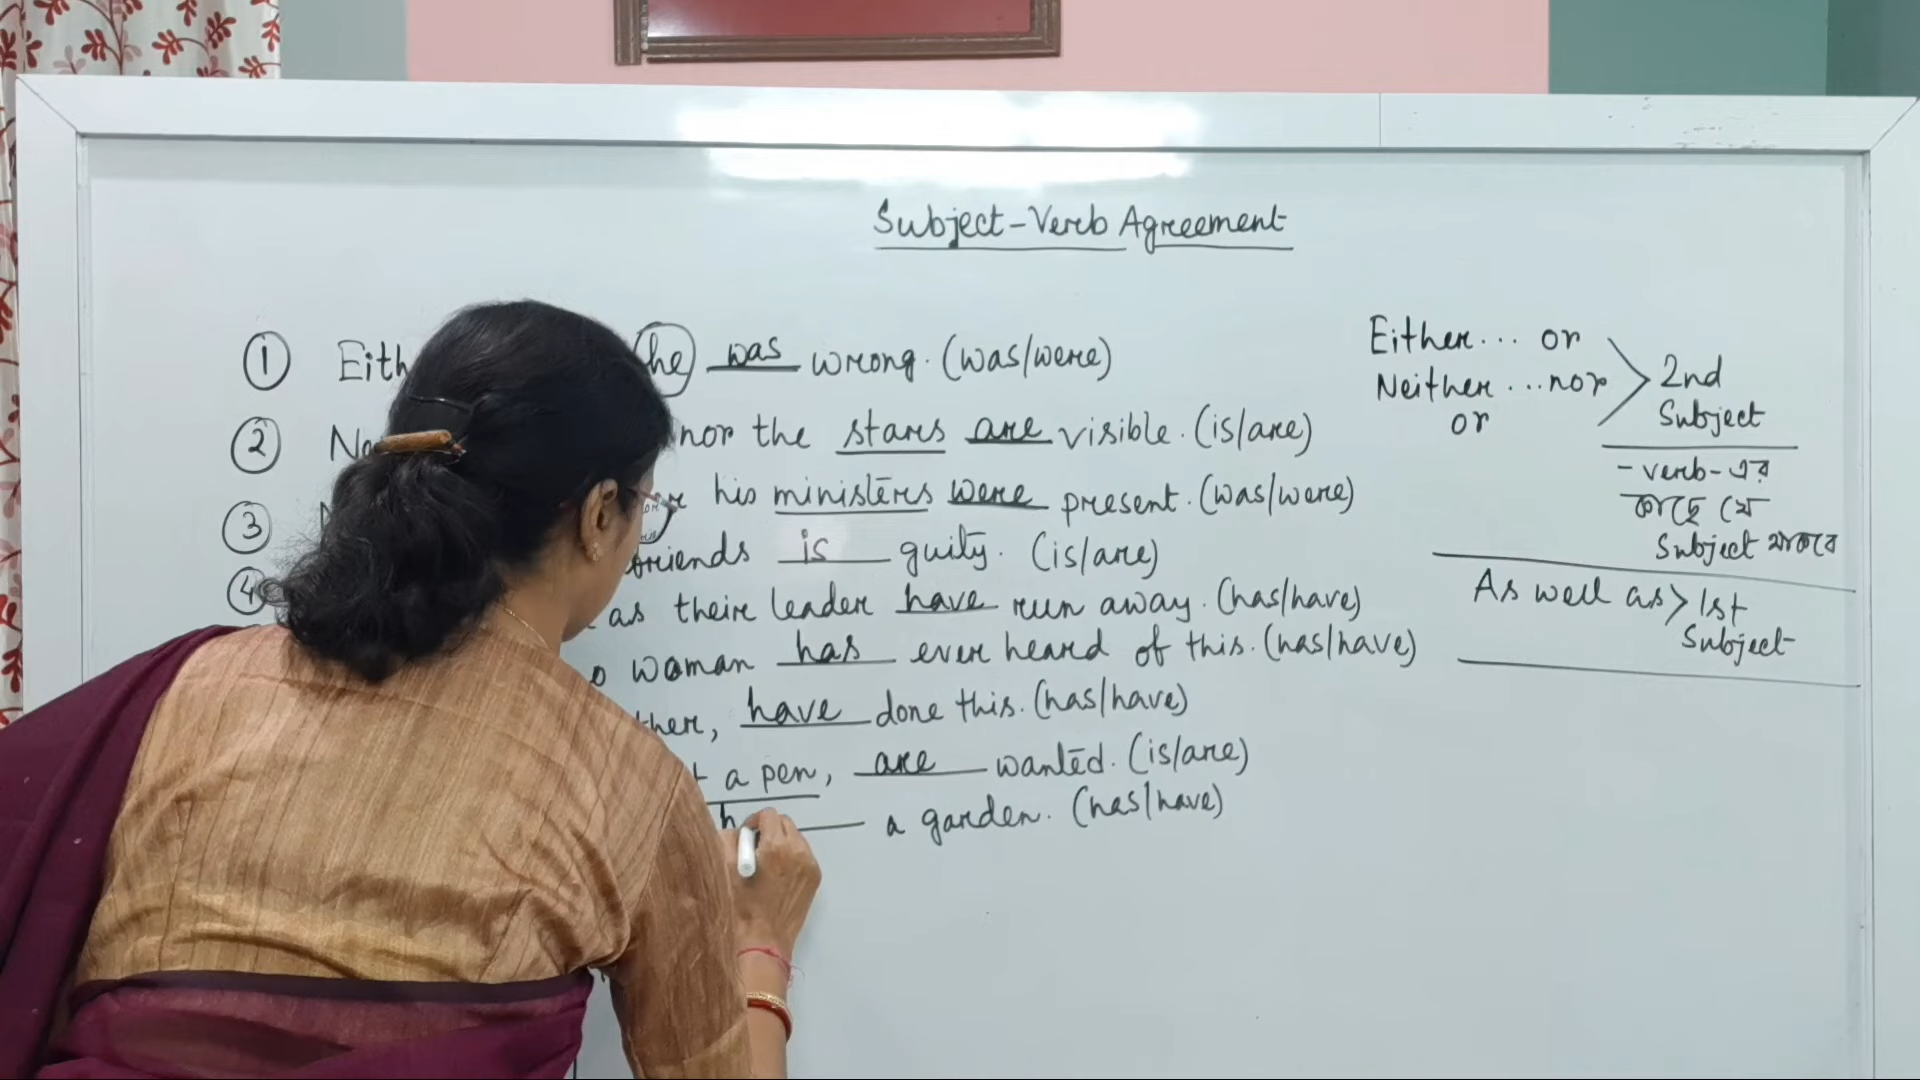 Subject-Verb Agreement
① Eith he was wrong. (was/were)
② Ne nor the stars are visible. (is/are)
③ N his ministers were present. (was/were)
④ friends is guilty. (is/are)
as their leader have run away. (has/have)
o woman has ever heard of this. (has/have)
ther, have done this. (has/have)
t a pen, are wanted. (is/are)
h a garden. (has/have)
Either... or
Neither...nor
or
2nd
Subject
- verb-এর
কাছে যে
Subject থাকবে
As well as > 1st
Subject